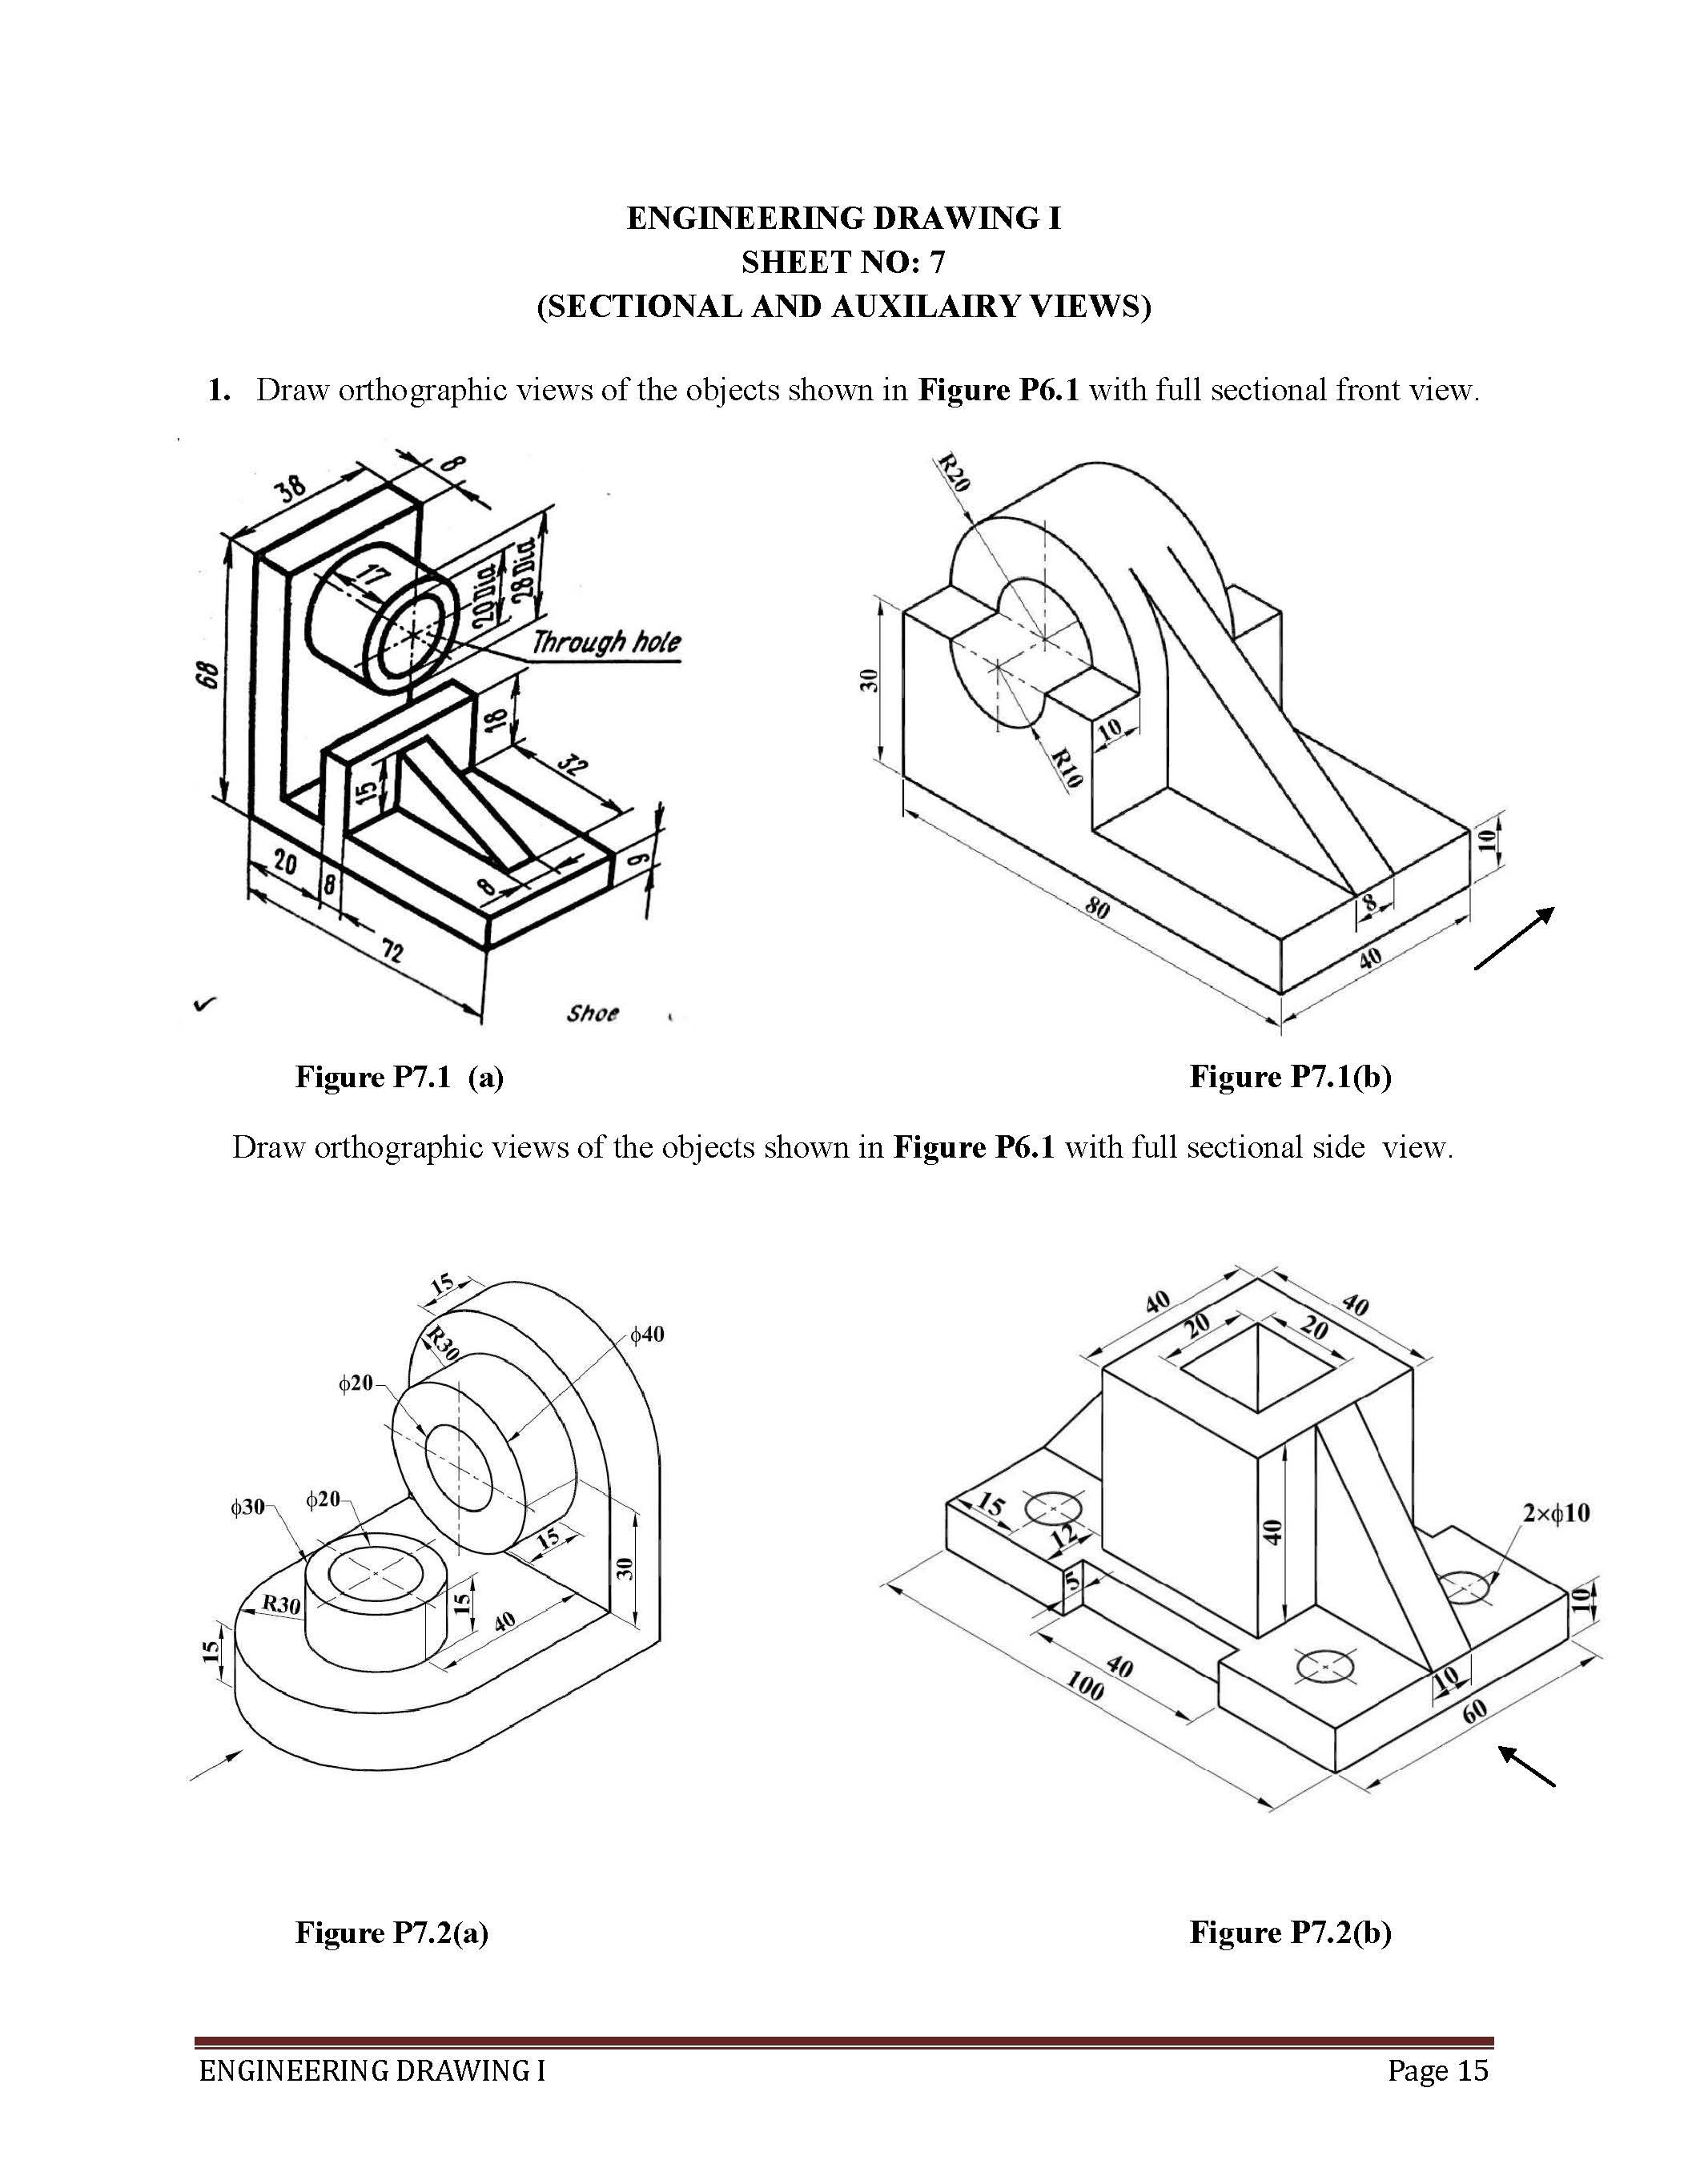 ENGINEERING DRAWING I
SHEET NO: 7
(SECTIONAL AND AUXILAIRY VIEWS)
1. Draw orthographic views of the objects shown in Figure P6.1 with full sectional front view.
38
8
17
20 Dia
28 Dia
Through hole
68
18
15
32
20
8
8
9
72
Shoe
R20
30
10
R10
10
80
8
40
Figure P7.1 (a)
Figure P7.1(b)
Draw orthographic views of the objects shown in Figure P6.1 with full sectional side view.
15
R30
ϕ40
ϕ20
ϕ30
ϕ20
15
30
R30
15
40
15
40
40
20
20
15
12
40
2×ϕ10
5
10
40
100
10
60
Figure P7.2(a)
Figure P7.2(b)
ENGINEERING DRAWING I
Page 15